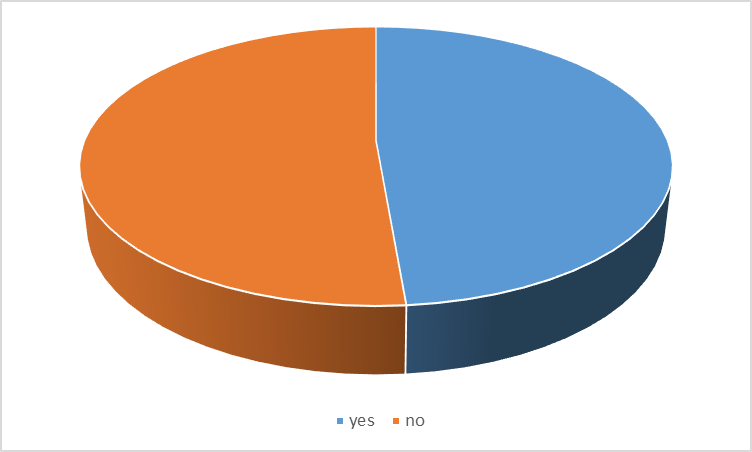 yes no